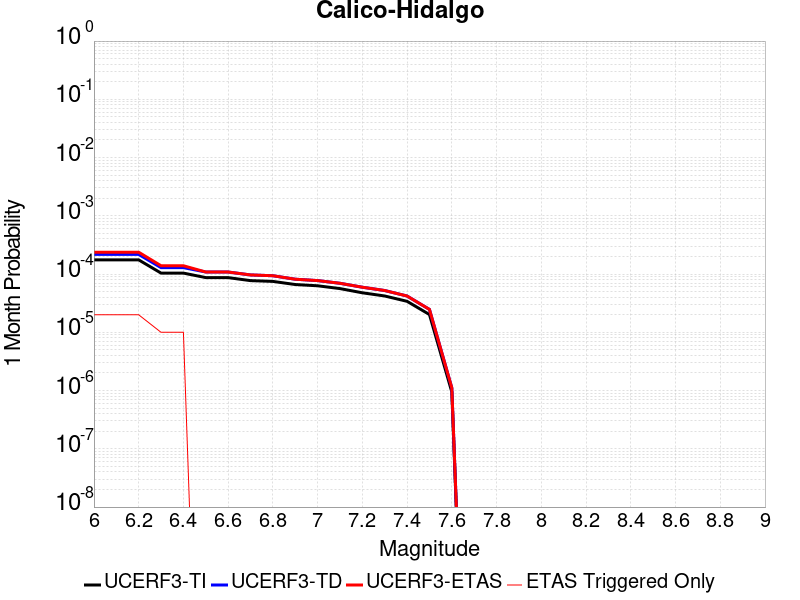 Calico-Hidalgo
10^0
10^-1
10^-2
10^-3
10^-4
10^-5
10^-6
10^-7
10^-8
1 Month Probability
6 6.2 6.4 6.6 6.8 7 7.2 7.4 7.6 7.8 8 8.2 8.4 8.6 8.8 9
Magnitude
UCERF3-TI UCERF3-TD UCERF3-ETAS ETAS Triggered Only